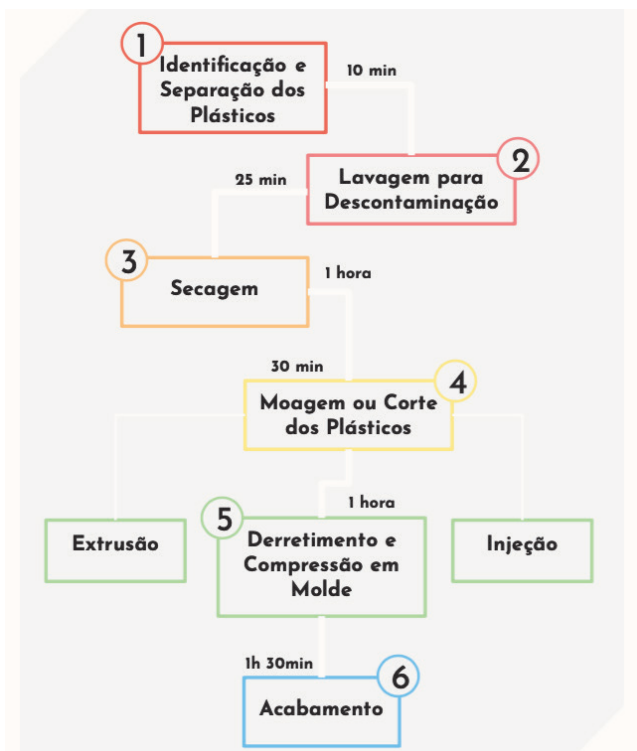 1
Identificação e
Separação dos
Plásticos
10 min
2
Lavagem para
Descontaminação
25 min
3
Secagem
1 hora
30 min
4
Moagem ou Corte
dos Plásticos
1 hora
Extrusão
5
Derretimento e
Compressão em
Molde
Injeção
1h 30min
6
Acabamento